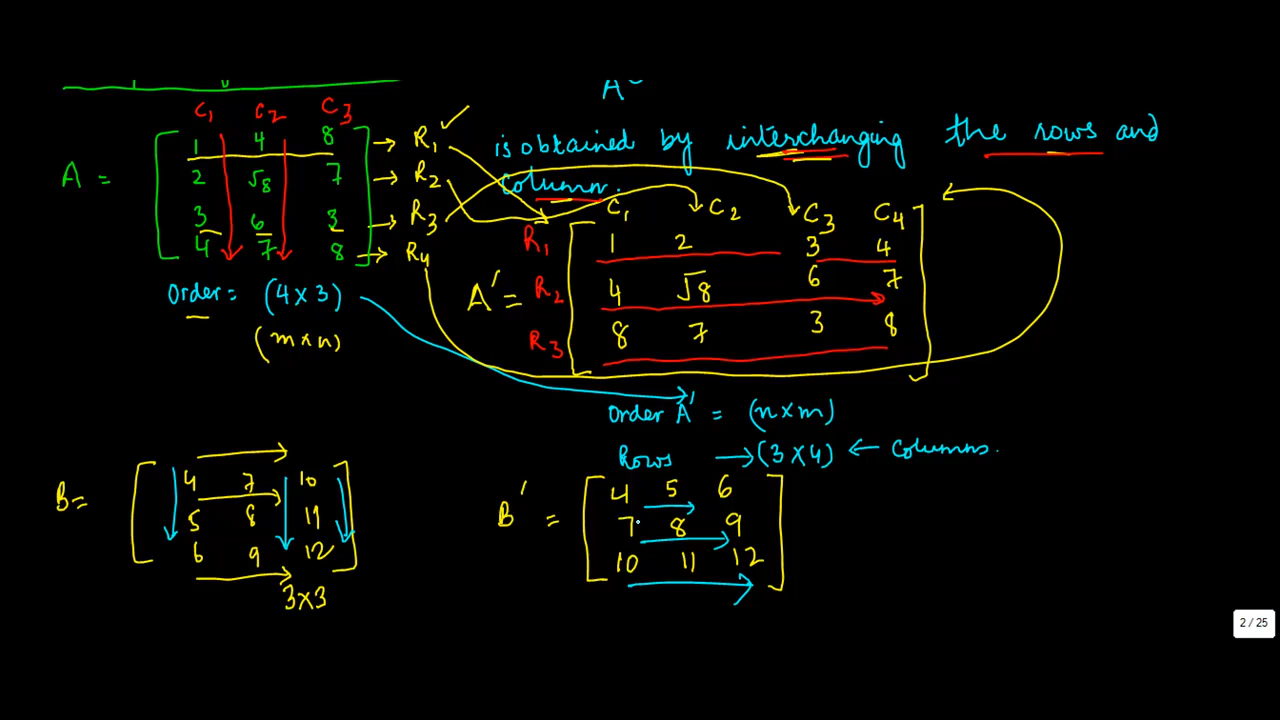 A
is obtained by interchanging the rows and
column.
C1 C2 C3
A =
1 4 8 → R1 ✓
2 √8 7 → R2
3 6 3 → R3
4 7 8 → R4
Order = (4 x 3)
(m x n)
C1 C2 C3 C4
A' =
R1 1 2 3 4
R2 4 √8 6 7
R3 8 7 3 8
Order A' = (n x m)
Rows → (3 x 4) ← Columns.
B =
4 7 10
5 8 11
6 9 12
3x3
B' =
4 5 6
7 8 9
10 11 12
2 / 25